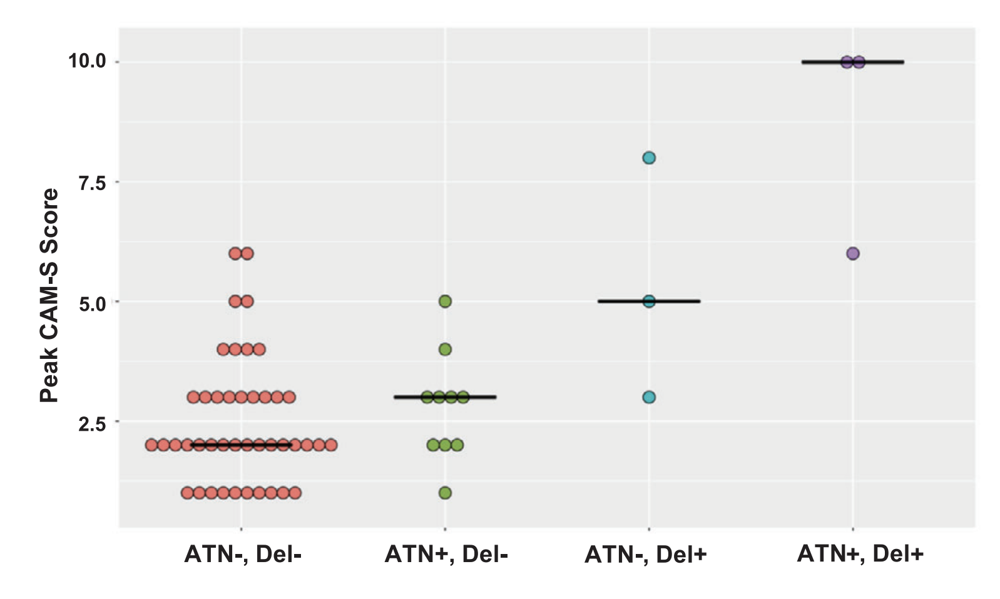 Peak CAM-S Score
10.0
7.5
5.0
2.5
ATN-, Del-
ATN+, Del-
ATN-, Del+
ATN+, Del+